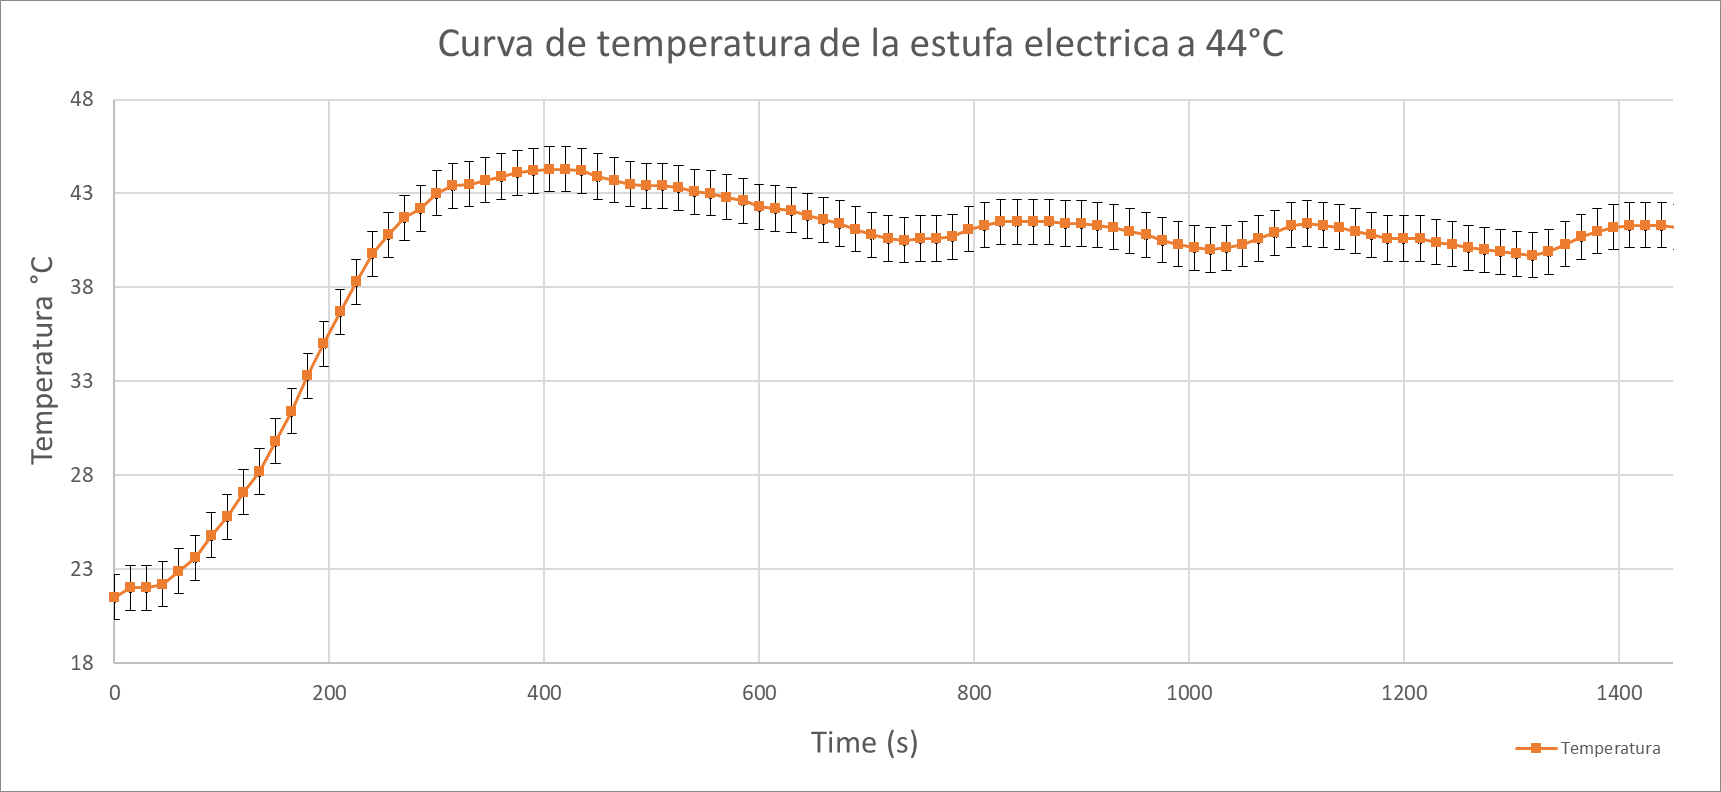 Curva de temperatura de la estufa electrica a 44°C
48
43
38
33
28
23
18
Temperatura °C
0 200 400 600 800 1000 1200 1400
Time (s)
Temperatura